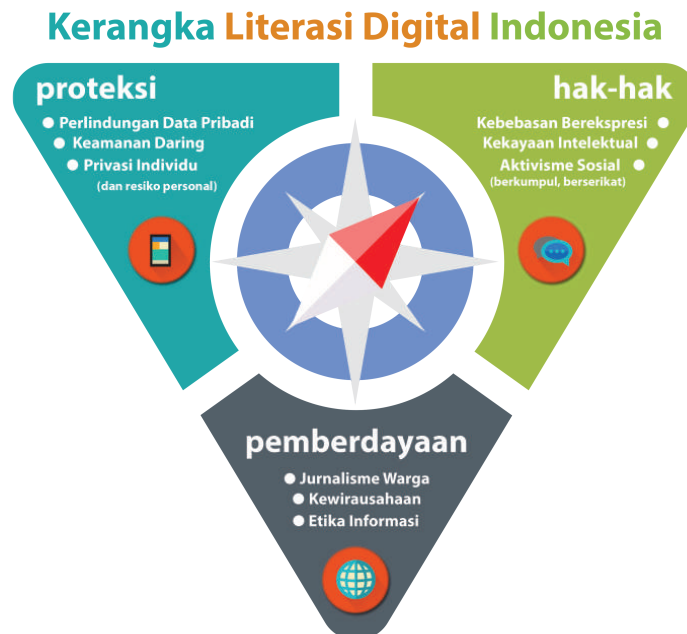 Kerangka Literasi Digital Indonesia
proteksi
● Perlindungan Data Pribadi
● Keamanan Daring
● Privasi Individu
(dan resiko personal)
hak-hak
Kebebasan Berekspresi ●
Kekayaan Intelektual ●
Aktivisme Sosial ●
(berkumpul, berserikat)
pemberdayaan
● Jurnalisme Warga
● Kewirausahaan
● Etika Informasi